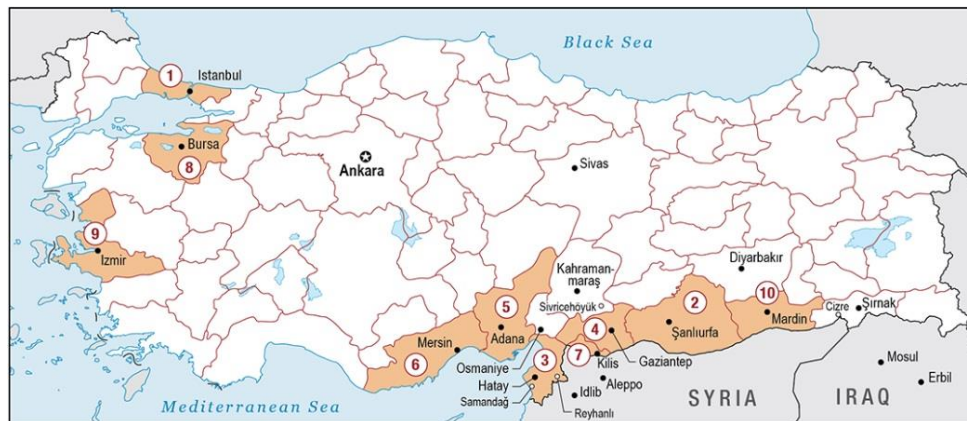 Black Sea
1
Istanbul
Bursa
8
Ankara
Sivas
9
Izmir
Diyarbakır
Kahraman-
maraş
Sivricehöyük
2
10
Cizre
Şırnak
5
Mardin
Şanlıurfa
Adana
4
Mersin
6
Osmaniye
3
7
Kilis
Gaziantep
Hatay
Samandağ
Idlib
Aleppo
Reyhanlı
Mosul
Erbil
SYRIA
IRAQ
Mediterranean Sea